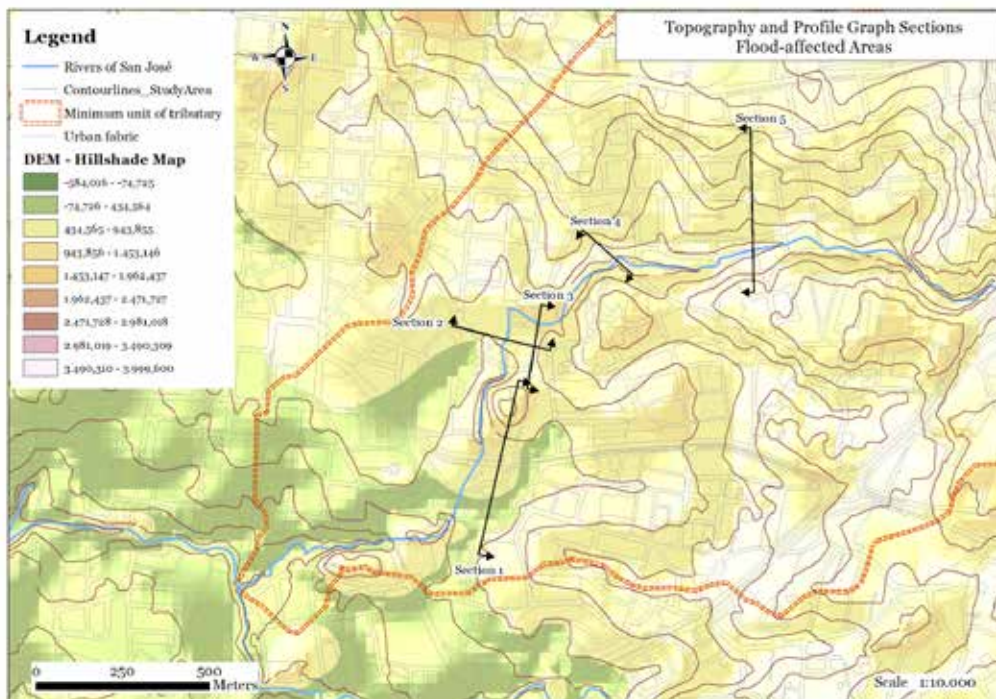 Topography and Profile Graph Sections
Flood-affected Areas
Legend
Rivers of San José
Contourlines_StudyArea
Minimum unit of tributary
Urban fabric
DEM - Hillshade Map
-584,016 - -74,725
-74,726 - 434,564
434,565 - 943,855
943,856 - 1.453,146
1.453,147 - 1.962,437
1.962,437 - 2.471,727
2.471,728 - 2.981,018
2.981,019 - 3.490,309
3.490,310 - 3.999,600
N
E
S
Section 5
Section 4
Section 3
Section 2
Section 1
0 250 500
Meters
Scale 1:10.000